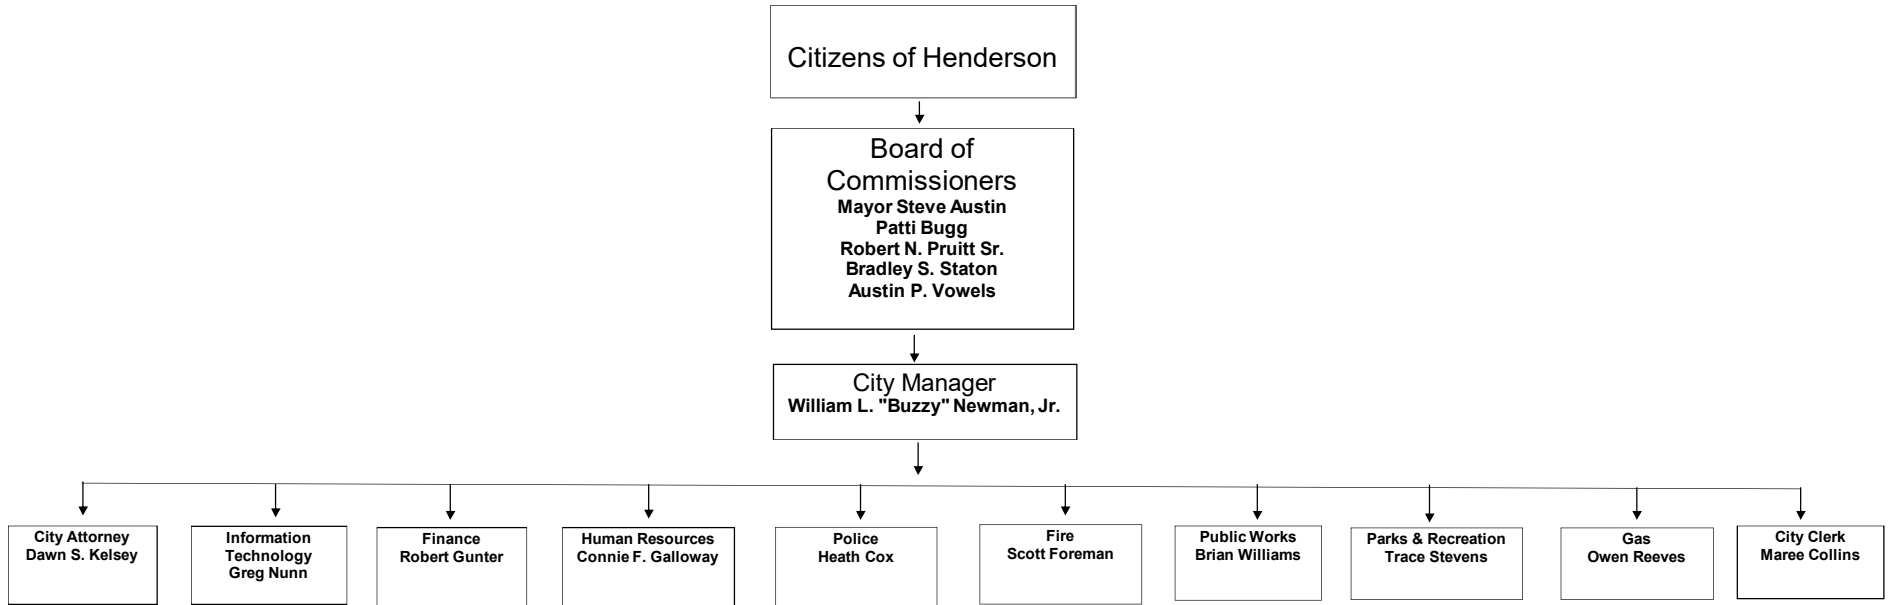 Citizens of Henderson
Board of
Commissioners
Mayor Steve Austin
Patti Bugg
Robert N. Pruitt Sr.
Bradley S. Staton
Austin P. Vowels
City Manager
William L. "Buzzy" Newman, Jr.
City Attorney
Dawn S. Kelsey
Information
Technology
Greg Nunn
Finance
Robert Gunter
Human Resources
Connie F. Galloway
Police
Heath Cox
Fire
Scott Foreman
Public Works
Brian Williams
Parks & Recreation
Trace Stevens
Gas
Owen Reeves
City Clerk
Maree Collins